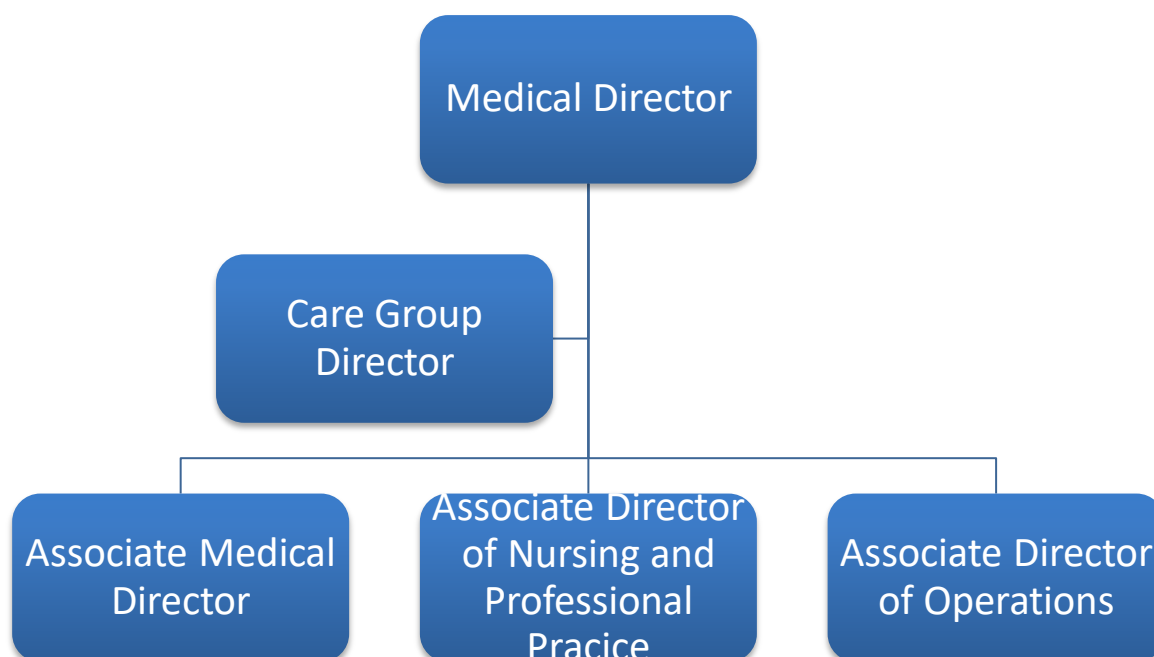 Medical Director
Care Group
Director
Associate Medical
Director
Associate Director
of Nursing and
Professional
Pracice
Associate Director
of Operations